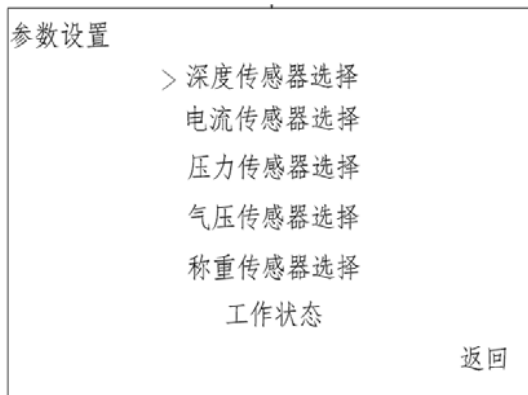 参数设置
>深度传感器选择
电流传感器选择
压力传感器选择
气压传感器选择
称重传感器选择
工作状态
返回